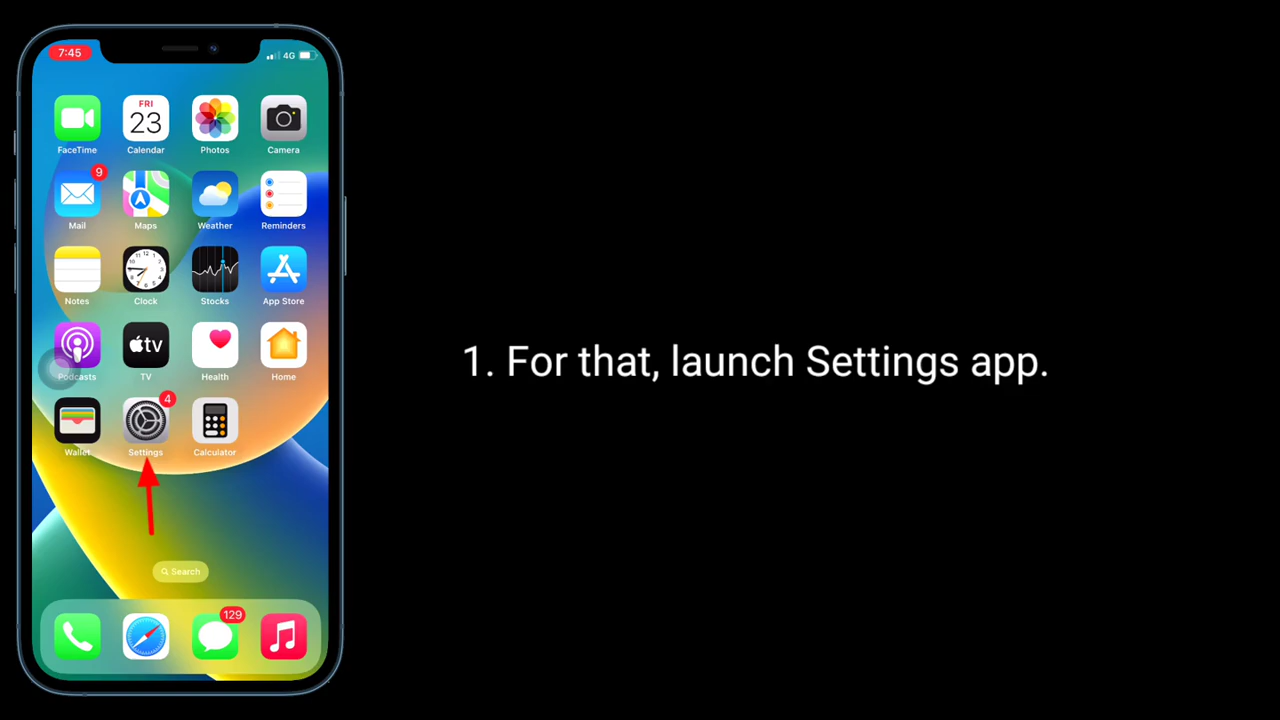 7:45
4G
FRI
23
FaceTime
Calendar
Photos
Camera
9
Mail
Maps
Weather
Reminders
Notes
Clock
Stocks
App Store
tv
Podcasts
TV
Health
Home
4
Wallet
Settings
Calculator
Search
129
1. For that, launch Settings app.